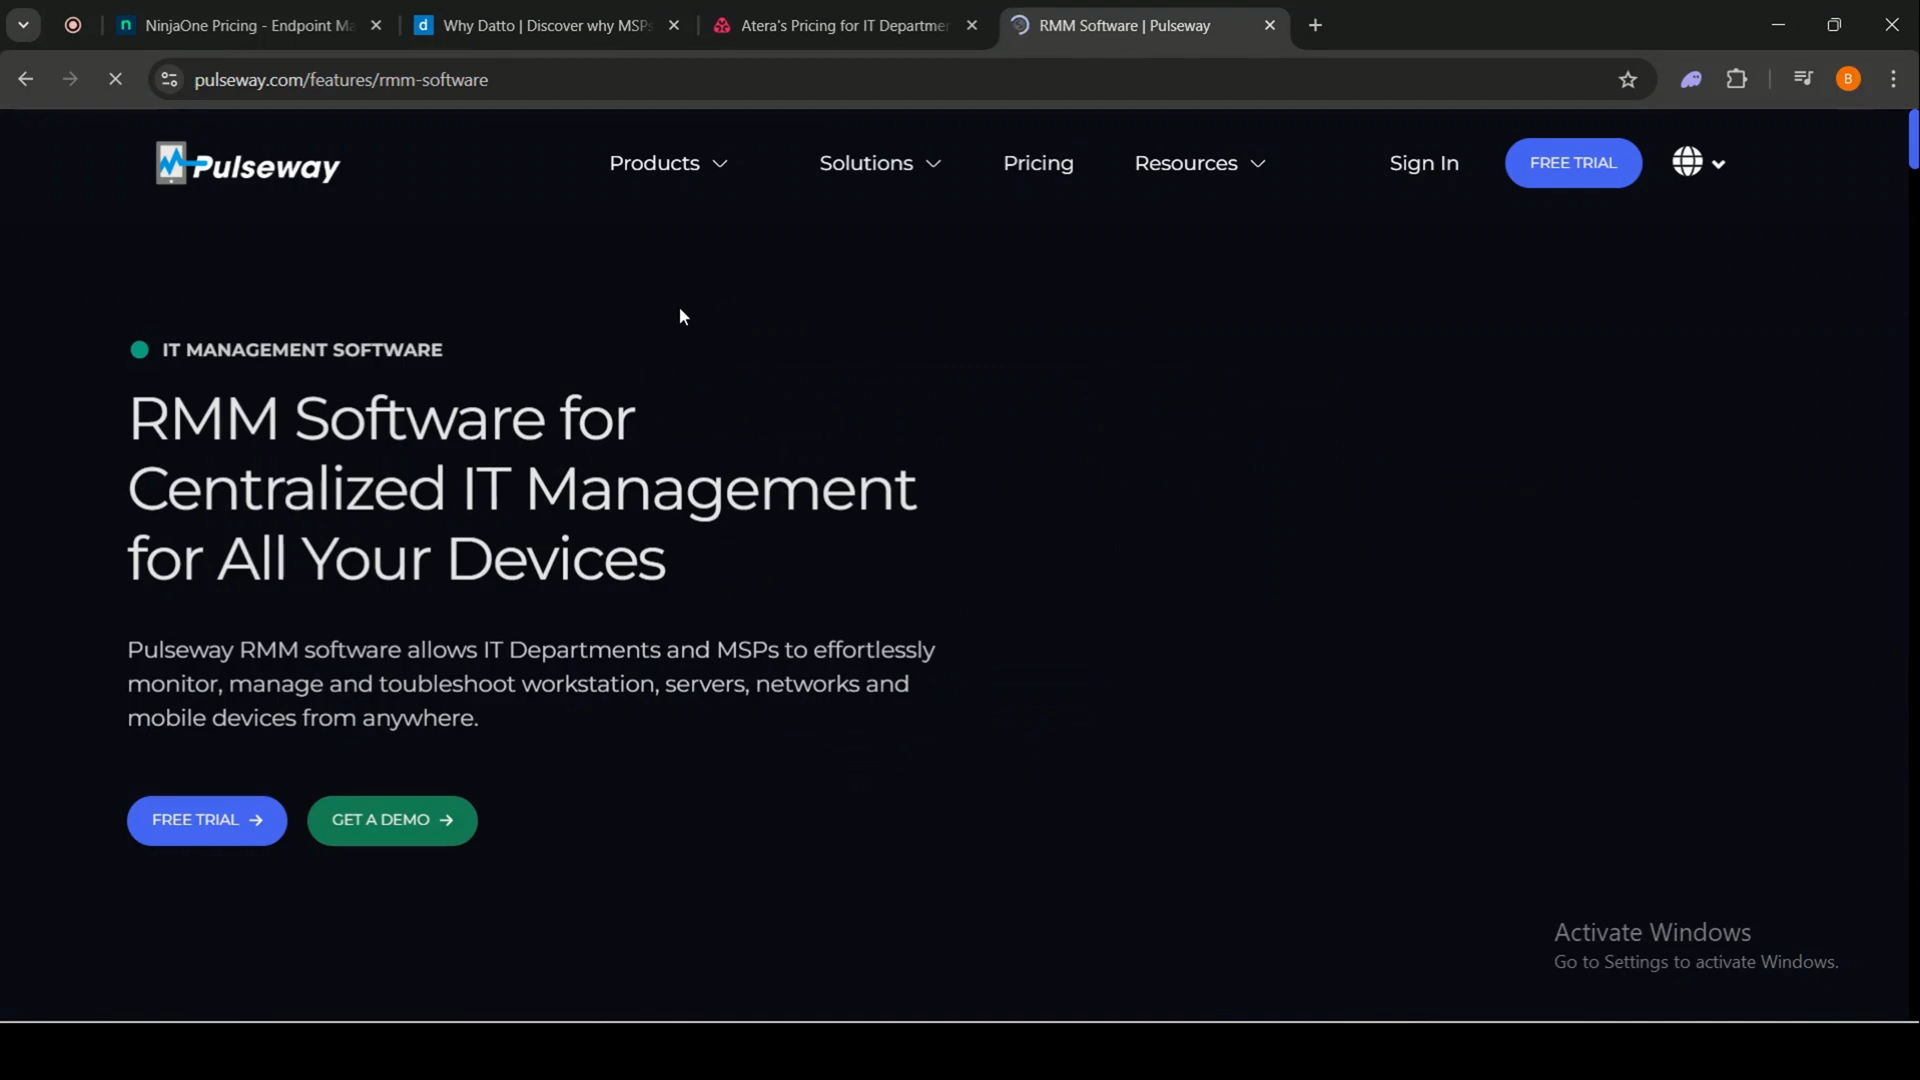 NinjaOne Pricing - Endpoint Ma
Why Datto | Discover why MSPs
Atera's Pricing for IT Departmen
RMM Software | Pulseway
pulseway.com/features/rmm-software
B
Pulseway
Products
Solutions
Pricing
Resources
Sign In
FREE TRIAL
IT MANAGEMENT SOFTWARE
RMM Software for
Centralized IT Management
for All Your Devices
Pulseway RMM software allows IT Departments and MSPs to effortlessly
monitor, manage and toubleshoot workstation, servers, networks and
mobile devices from anywhere.
FREE TRIAL →
GET A DEMO →
Activate Windows
Go to Settings to activate Windows.